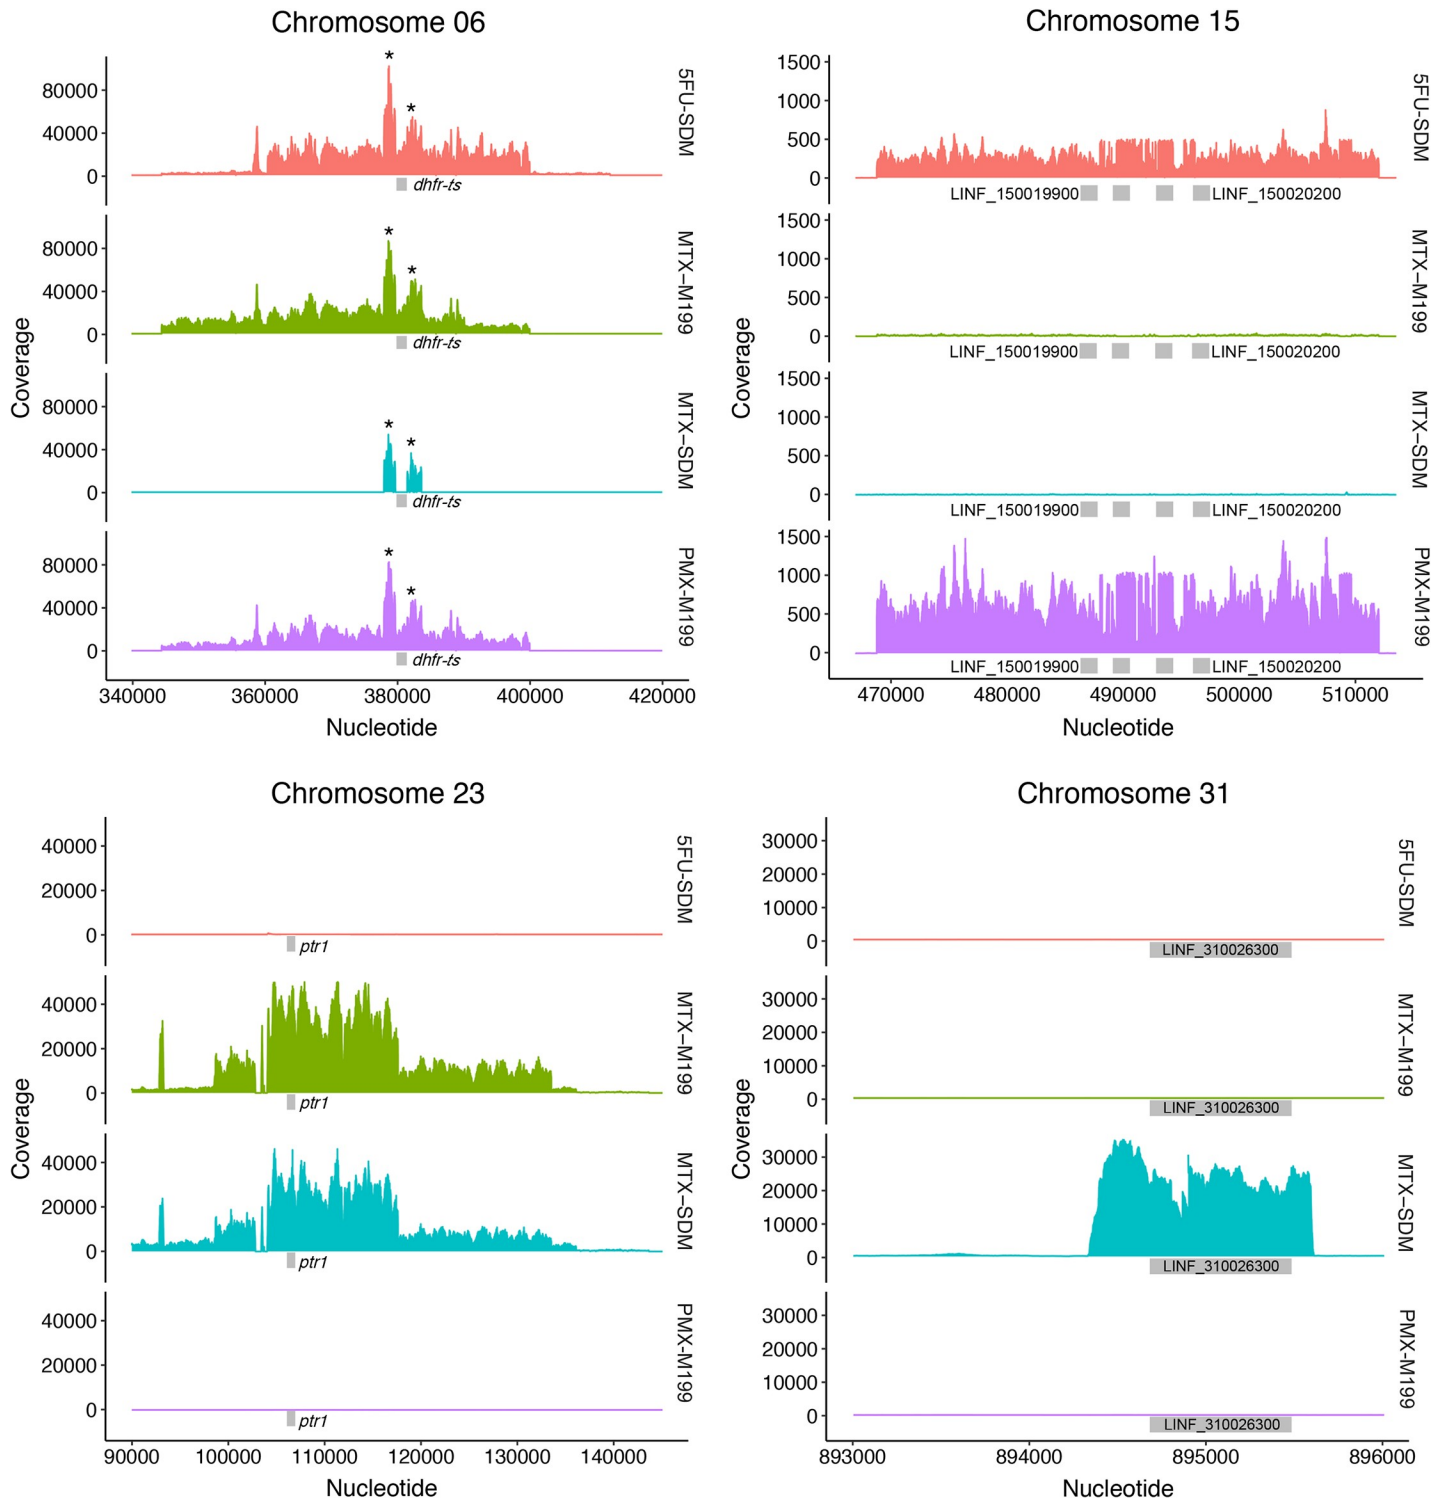 Chromosome 06
*
*
80000
40000
0
5FU-SDM
dhfr-ts
*
*
80000
40000
0
MTX-M199
dhfr-ts
*
*
80000
40000
0
MTX-SDM
dhfr-ts
*
*
80000
40000
0
PMX-M199
dhfr-ts
Coverage
340000 360000 380000 400000 420000
Nucleotide
Chromosome 15
1500
1000
500
0
5FU-SDM
LINF_150019900 LINF_150020200
1500
1000
500
0
MTX-M199
LINF_150019900 LINF_150020200
1500
1000
500
0
MTX-SDM
LINF_150019900 LINF_150020200
1500
1000
500
0
PMX-M199
LINF_150019900 LINF_150020200
Coverage
470000 480000 490000 500000 510000
Nucleotide
Chromosome 23
40000
20000
0
5FU-SDM
ptr1
40000
20000
0
MTX-M199
ptr1
40000
20000
0
MTX-SDM
ptr1
40000
20000
0
PMX-M199
ptr1
Coverage
90000 100000 110000 120000 130000 140000
Nucleotide
Chromosome 31
30000
20000
10000
0
5FU-SDM
LINF_310026300
30000
20000
10000
0
MTX-M199
LINF_310026300
30000
20000
10000
0
MTX-SDM
LINF_310026300
30000
20000
10000
0
PMX-M199
LINF_310026300
Coverage
893000 894000 895000 896000
Nucleotide